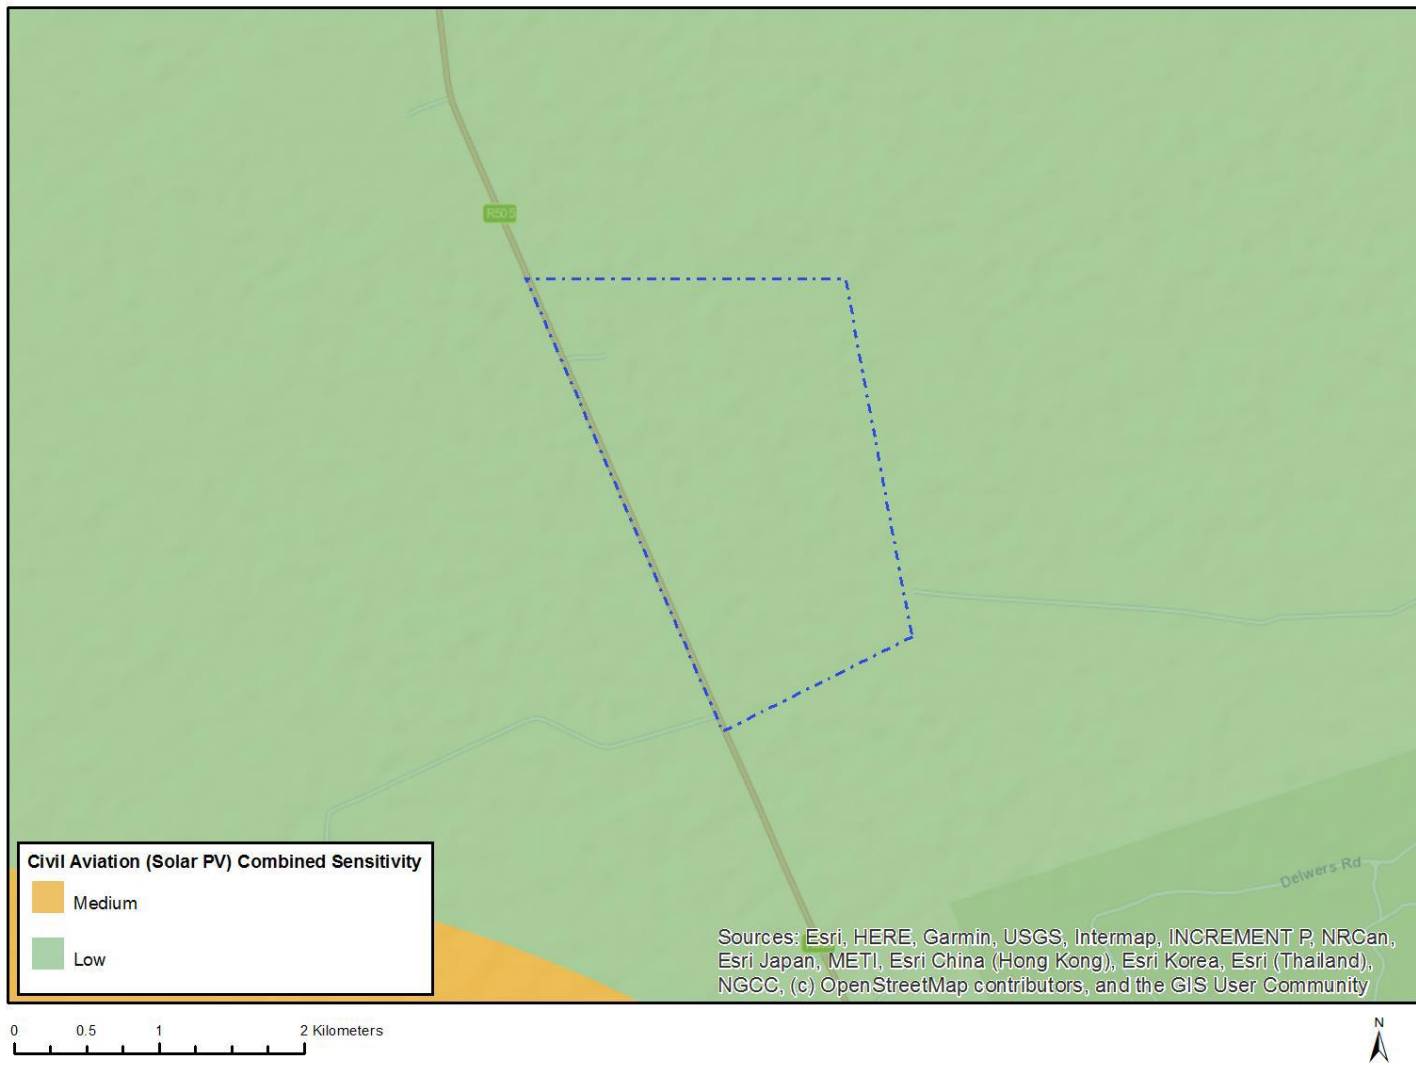 R505
Civil Aviation (Solar PV) Combined Sensitivity
Medium
Low
Delwers Rd
Sources: Esri, HERE, Garmin, USGS, Intermap, INCREMENT P, NRCan,
Esri Japan, METI, Esri China (Hong Kong), Esri Korea, Esri (Thailand),
NGCC, (c) OpenStreetMap contributors, and the GIS User Community
0 0.5 1 2 Kilometers
N